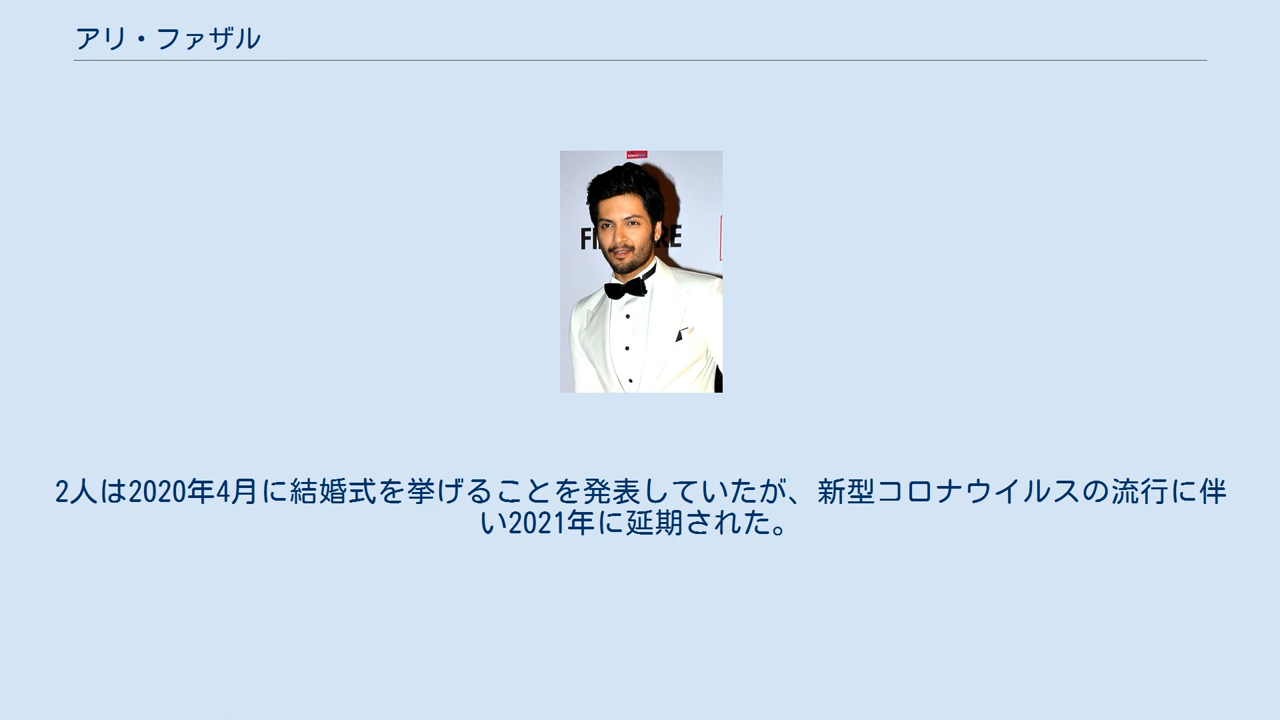 アリ・ファザル
2人は2020年4月に結婚式を挙げることを発表していたが、新型コロナウイルスの流行に伴
い2021年に延期された。